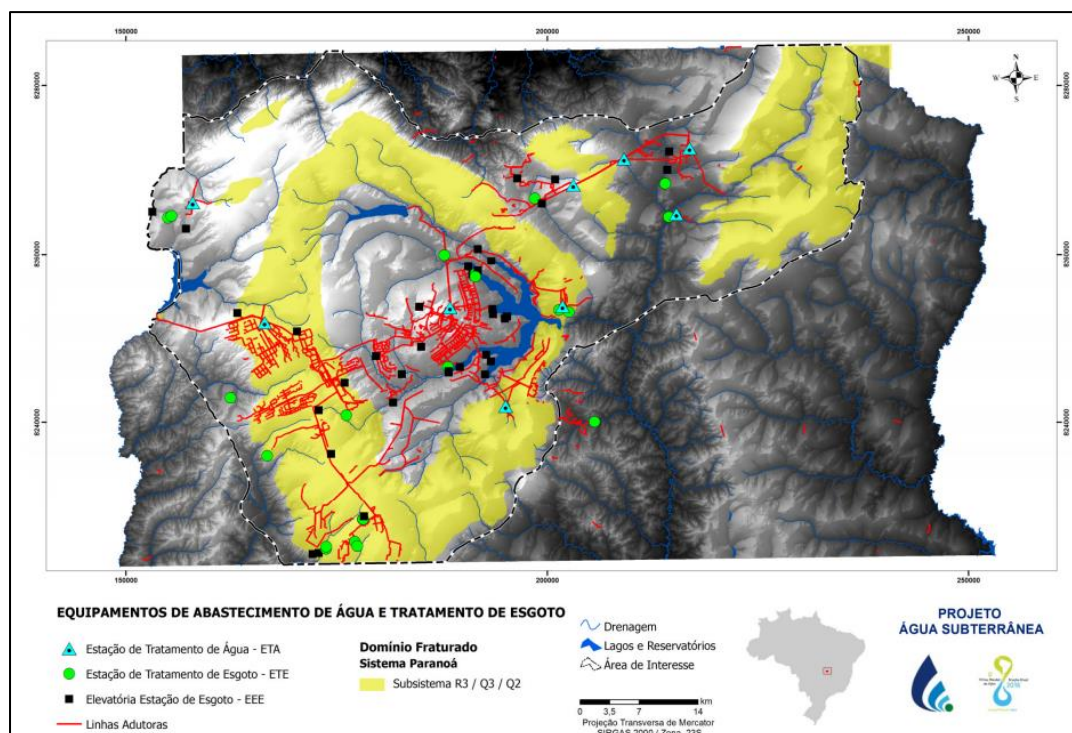 150000 200000 250000
8280000 8280000
N
W E
S
8260000 8260000
8240000 8240000
150000 200000 250000
EQUIPAMENTOS DE ABASTECIMENTO DE ÁGUA E TRATAMENTO DE ESGOTO
Estação de Tratamento de Água - ETA
Estação de Tratamento de Esgoto - ETE
Elevatória Estação de Esgoto - EEE
Linhas Adutoras
Domínio Fraturado
Sistema Paranoá
Subsistema R3 / Q3 / Q2
Drenagem
Lagos e Reservatórios
Área de Interesse
km
0 3,5 7 14
Projeção Transversa de Mercator
SIRGAS 2000 / Zona 23S
PROJETO
ÁGUA SUBTERRÂNEA